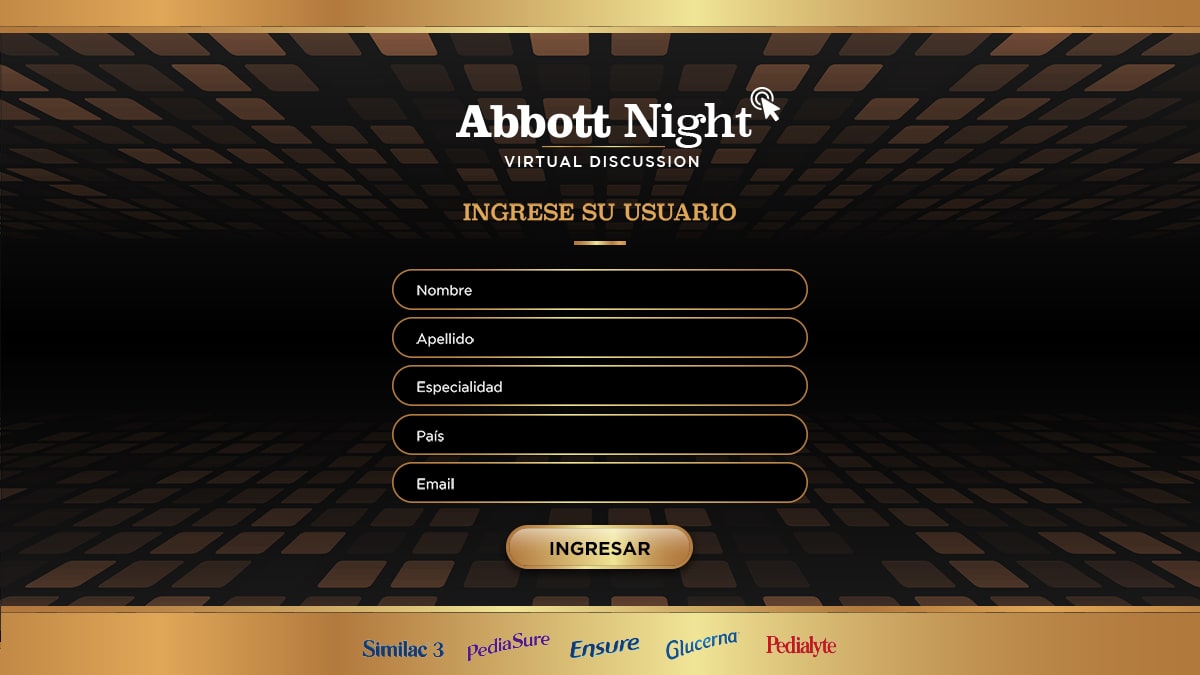 Abbott Night
VIRTUAL DISCUSSION
INGRESE SU USUARIO
Nombre
Apellido
Especialidad
País
Email
INGRESAR
Similac 3 PediaSure Ensure Glucerna Pedialyte